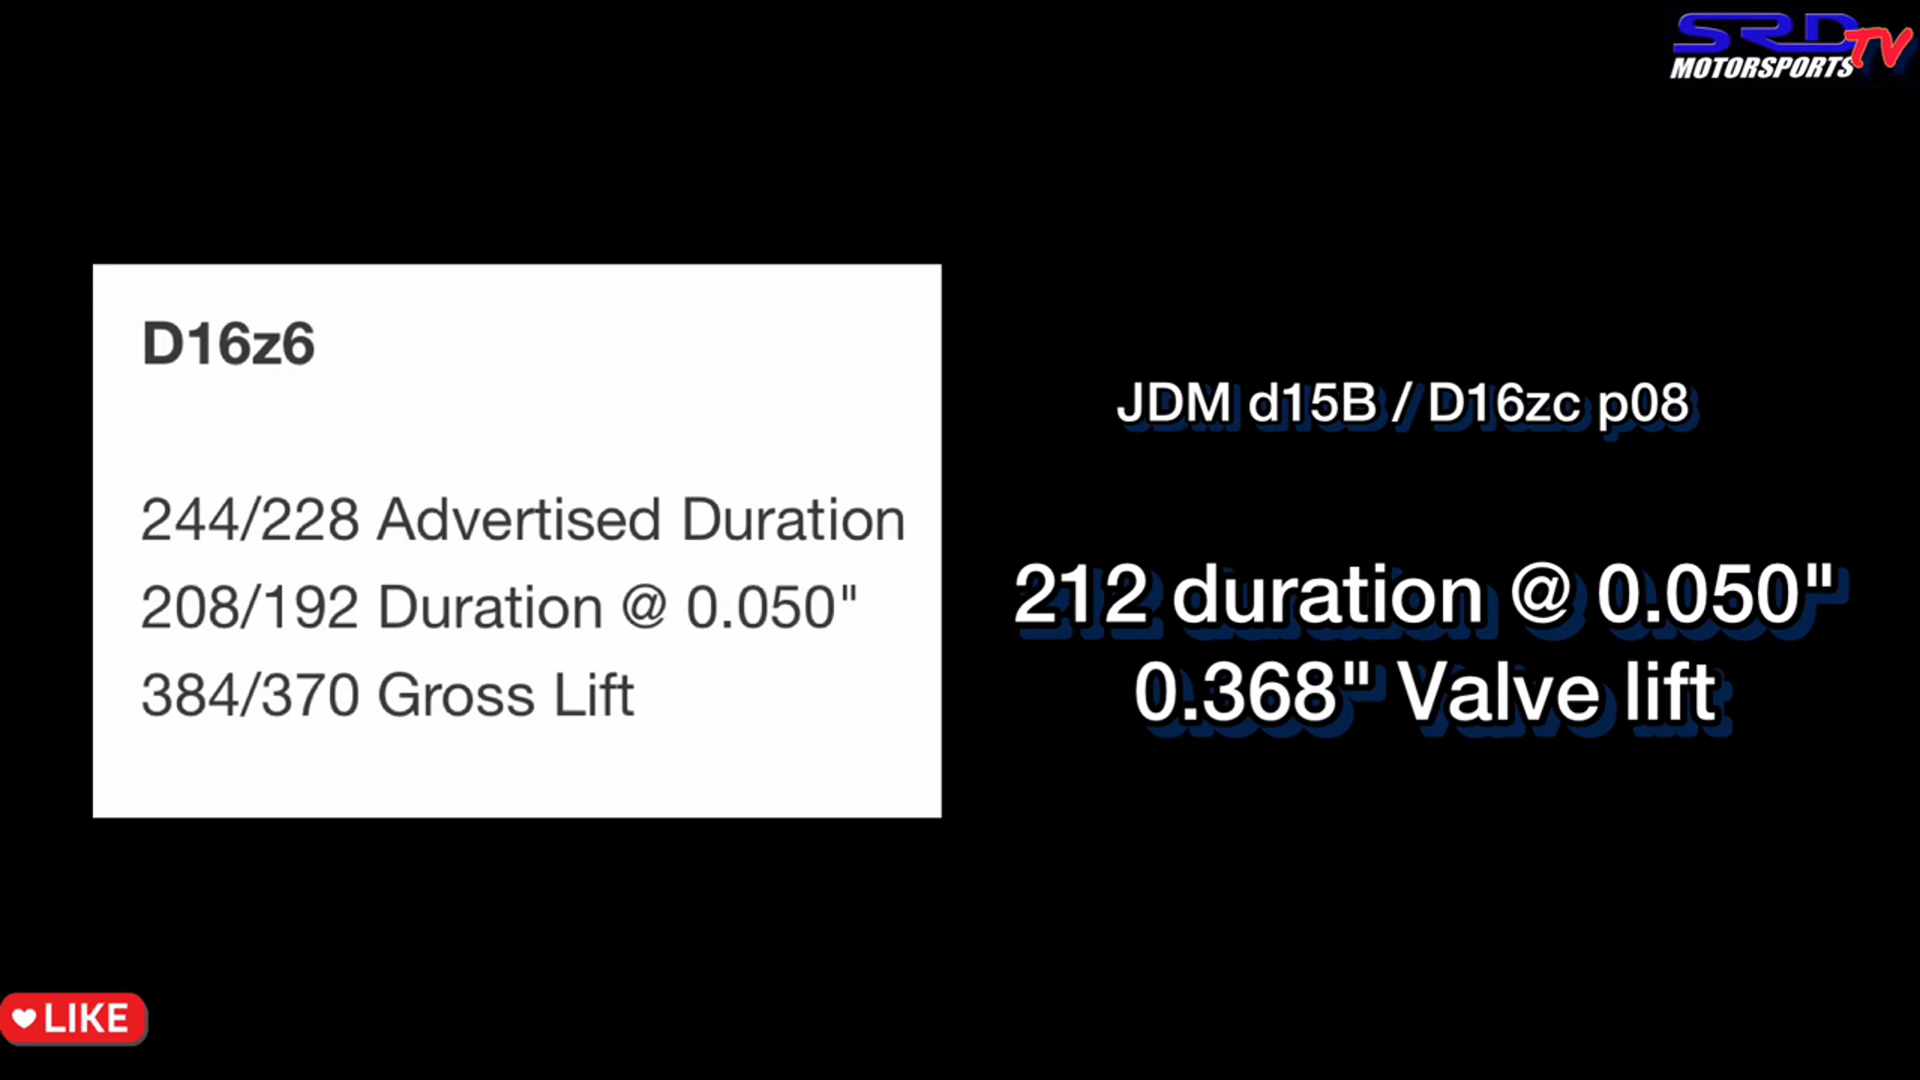 SRD TV
MOTORSPORTS
D16z6
244/228 Advertised Duration
208/192 Duration @ 0.050"
384/370 Gross Lift
JDM d15B / D16zc p08
212 duration @ 0.050"
0.368" Valve lift
LIKE